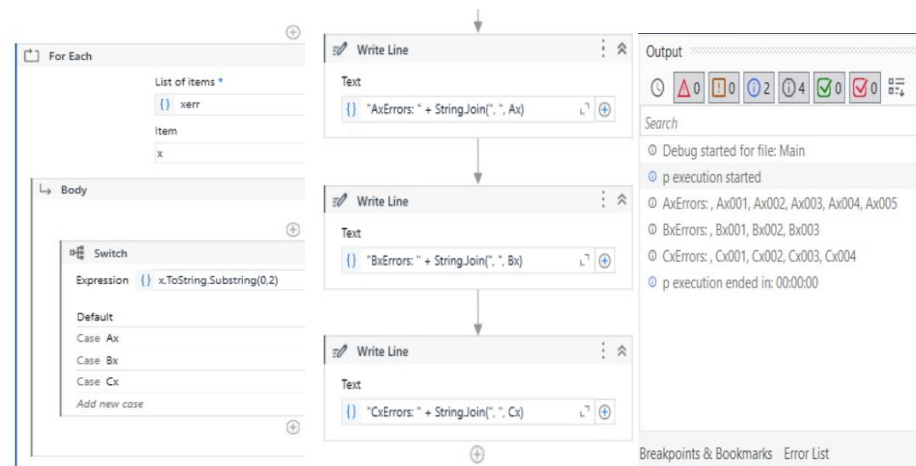 For Each
List of items *
{} xerr
Item
x
Body
Switch
Expression {} x.ToString.Substring(0,2)
Default
Case Ax
Case Bx
Case Cx
Add new case
Write Line
Text
{} "AxErrors: " + String.Join(", ", Ax)
Write Line
Text
{} "BxErrors: " + String.Join(", ", Bx)
Write Line
Text
{} "CxErrors: " + String.Join(", ", Cx)
Output
0 0 2 4 0 0
Search
Debug started for file: Main
p execution started
AxErrors: , Ax001, Ax002, Ax003, Ax004, Ax005
BxErrors: , Bx001, Bx002, Bx003
CxErrors: , Cx001, Cx002, Cx003, Cx004
p execution ended in: 00:00:00
Breakpoints & Bookmarks Error List